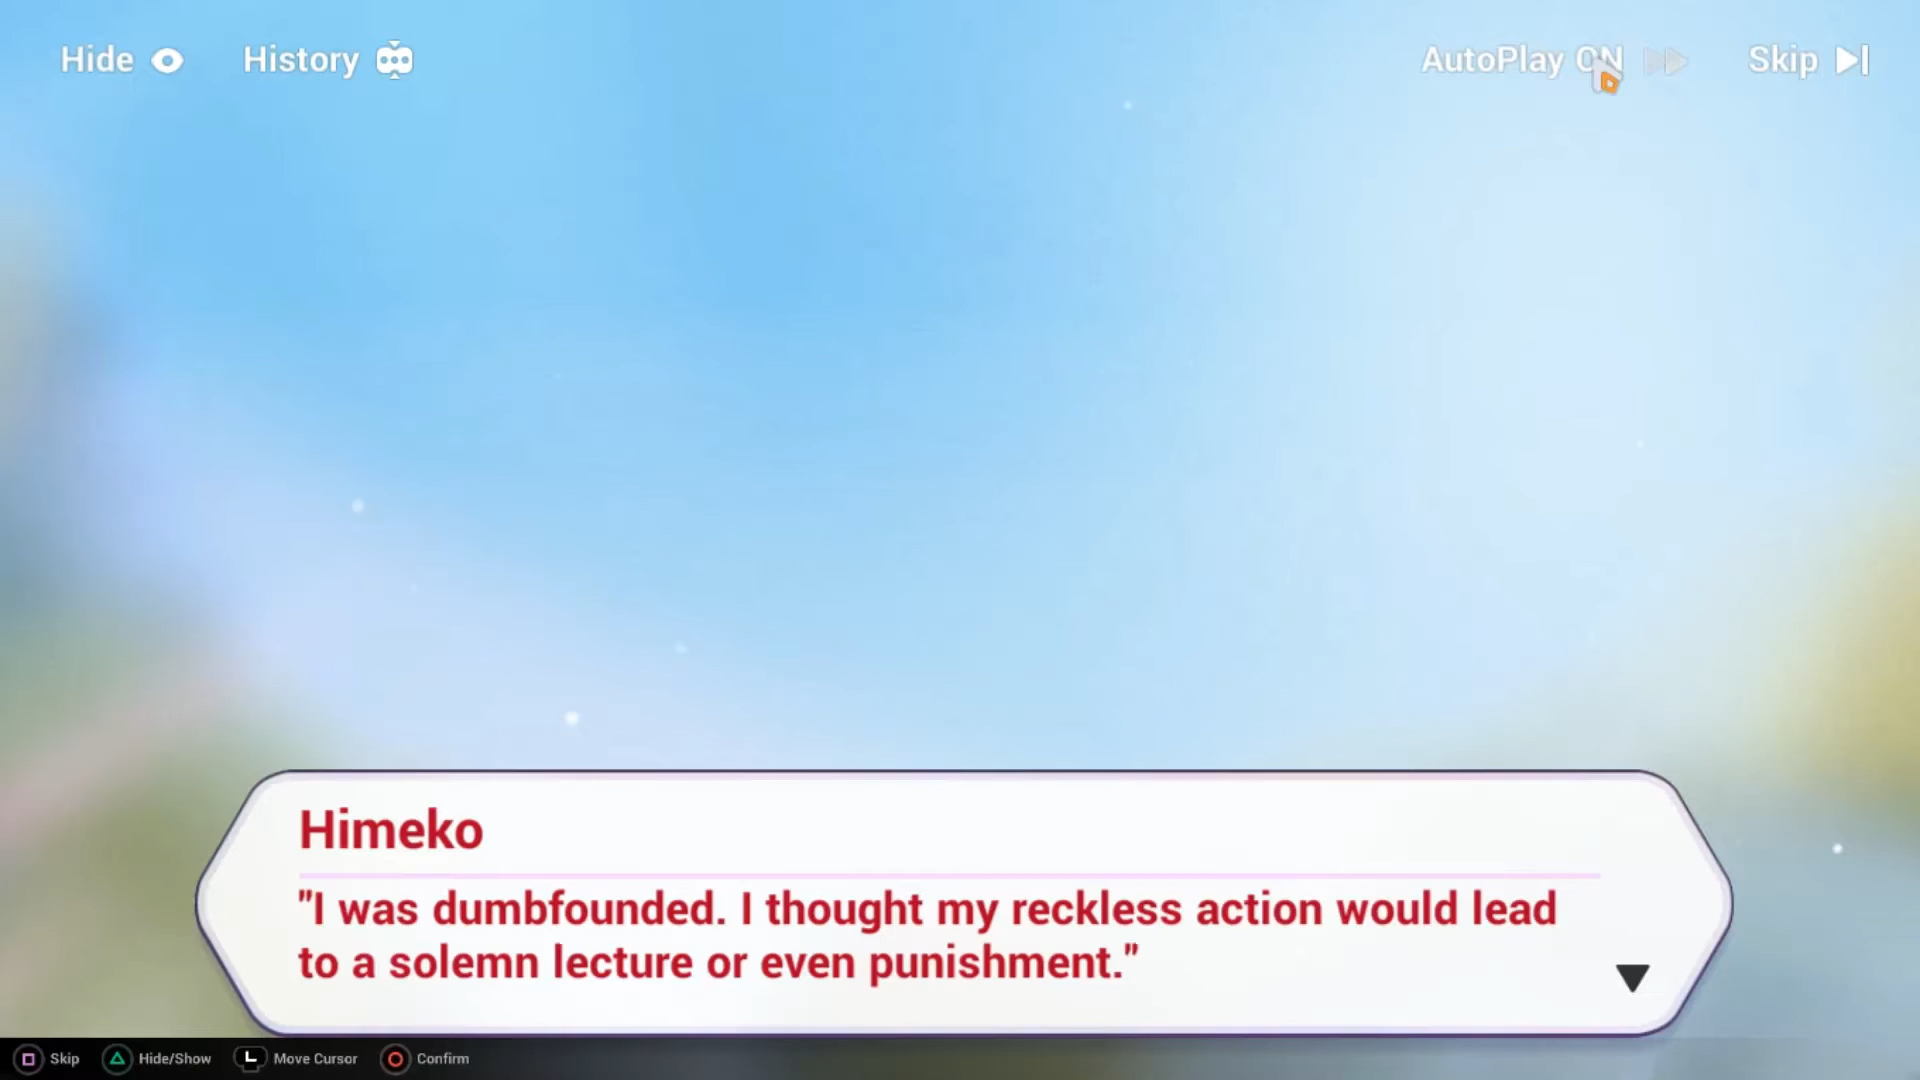 Hide
History
AutoPlay ON
Skip
Himeko
"I was dumbfounded. I thought my reckless action would lead
to a solemn lecture or even punishment."
Skip
Hide/Show
L Move Cursor
Confirm